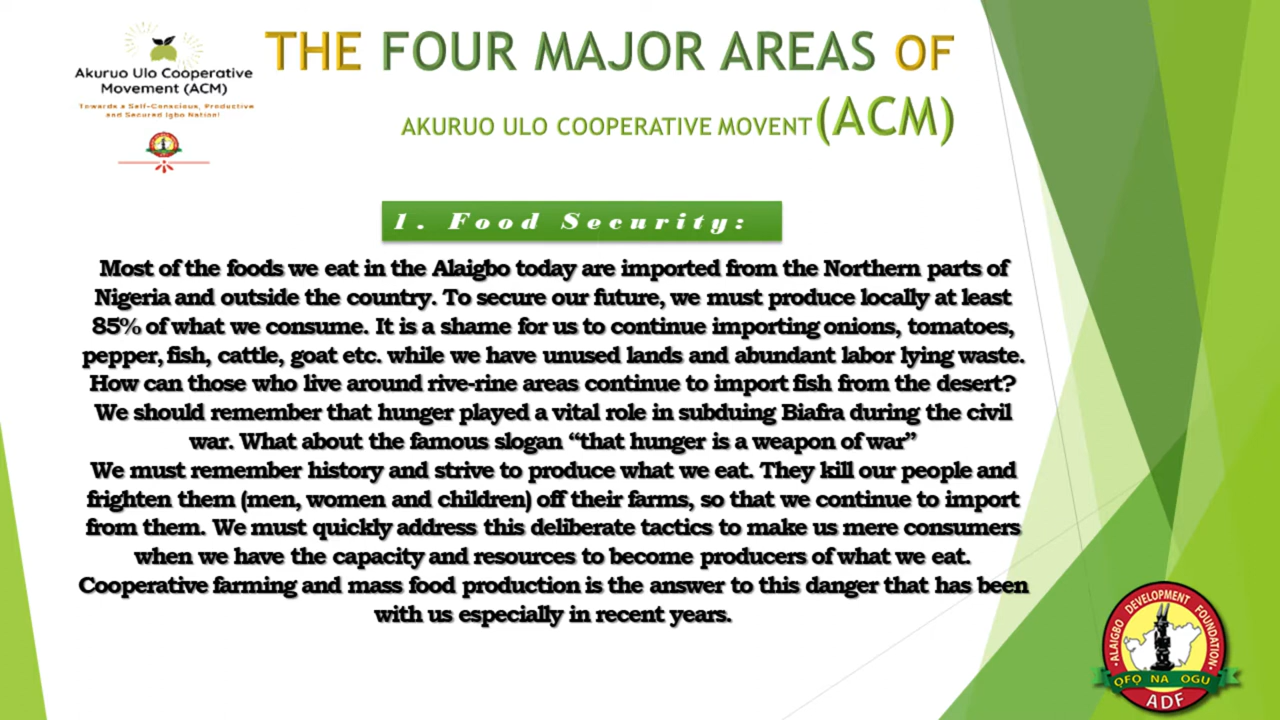 Akuruo Ulo Cooperative
Movement (ACM)
Towards a Self-Conscious, Productive
and Secured Igbo Nation!
THE FOUR MAJOR AREAS OF
AKURUO ULO COOPERATIVE MOVENT (ACM)
1. Food Security:
Most of the foods we eat in the Alaigbo today are imported from the Northern parts of
Nigeria and outside the country. To secure our future, we must produce locally at least
85% of what we consume. It is a shame for us to continue importing onions, tomatoes,
pepper, fish, cattle, goat etc. while we have unused lands and abundant labor lying waste.
How can those who live around rive-rine areas continue to import fish from the desert?
We should remember that hunger played a vital role in subduing Biafra during the civil
war. What about the famous slogan “that hunger is a weapon of war”
We must remember history and strive to produce what we eat. They kill our people and
frighten them (men, women and children) off their farms, so that we continue to import
from them. We must quickly address this deliberate tactics to make us mere consumers
when we have the capacity and resources to become producers of what we eat.
Cooperative farming and mass food production is the answer to this danger that has been
with us especially in recent years.
ALAIGBO DEVELOPMENT FOUNDATION
ỌFỌ NA OGU
ADF